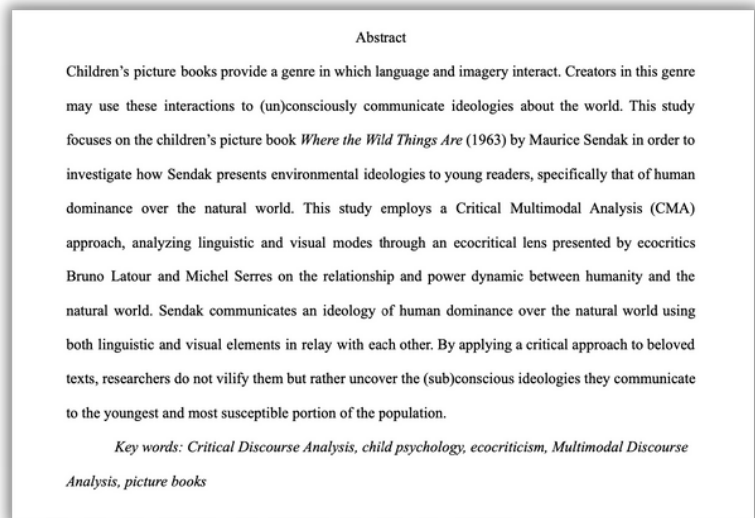 Abstract
Children's picture books provide a genre in which language and imagery interact. Creators in this genre
may use these interactions to (un)consciously communicate ideologies about the world. This study
focuses on the children's picture book Where the Wild Things Are (1963) by Maurice Sendak in order to
investigate how Sendak presents environmental ideologies to young readers, specifically that of human
dominance over the natural world. This study employs a Critical Multimodal Analysis (CMA)
approach, analyzing linguistic and visual modes through an ecocritical lens presented by ecocritics
Bruno Latour and Michel Serres on the relationship and power dynamic between humanity and the
natural world. Sendak communicates an ideology of human dominance over the natural world using
both linguistic and visual elements in relay with each other. By applying a critical approach to beloved
texts, researchers do not vilify them but rather uncover the (sub)conscious ideologies they communicate
to the youngest and most susceptible portion of the population.
Key words: Critical Discourse Analysis, child psychology, ecocriticism, Multimodal Discourse
Analysis, picture books